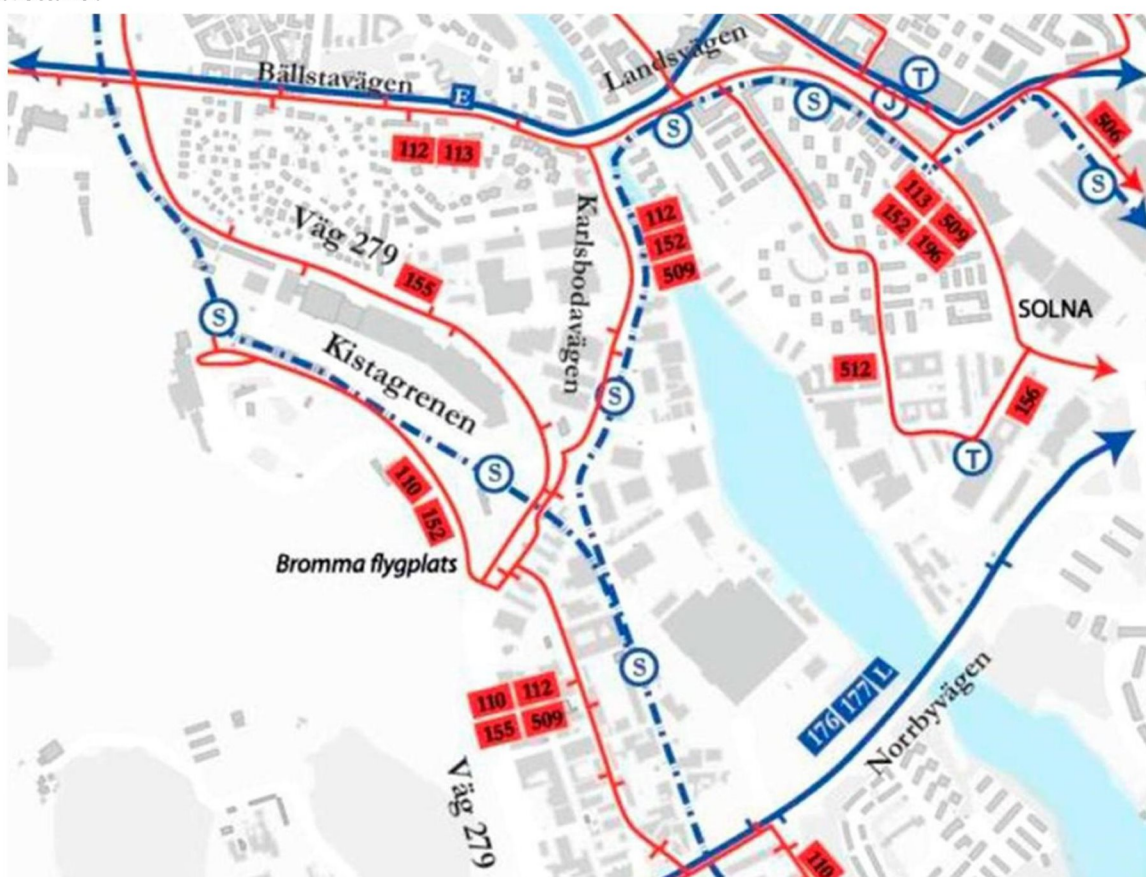 Landsvägen
Bällstavägen
E
T
S
S
J
506
112 113
S
113 509
152 196
112
152
509
Karlsbodavägen
Väg 279
155
SOLNA
S
Kistagrenen
512
156
S
T
S
110
152
Bromma flygplats
S
110 112
155 509
176 177 L
Norrbyvägen
Väg 279
110